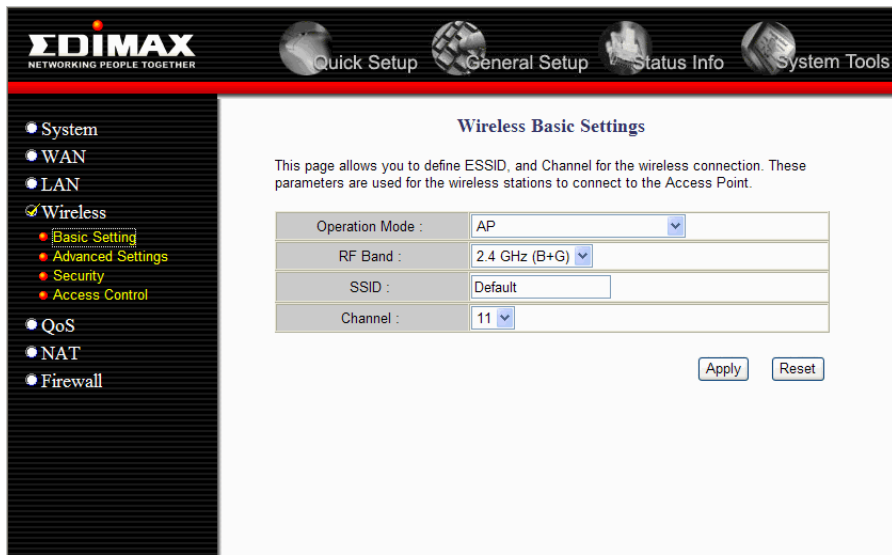 EDIMAX
NETWORKING PEOPLE TOGETHER
Quick Setup
General Setup
Status Info
System Tools
System
WAN
LAN
Wireless
Basic Setting
Advanced Settings
Security
Access Control
QoS
NAT
Firewall
Wireless Basic Settings
This page allows you to define ESSID, and Channel for the wireless connection. These
parameters are used for the wireless stations to connect to the Access Point.
Operation Mode : AP
RF Band : 2.4 GHz (B+G)
SSID : Default
Channel : 11
Apply Reset